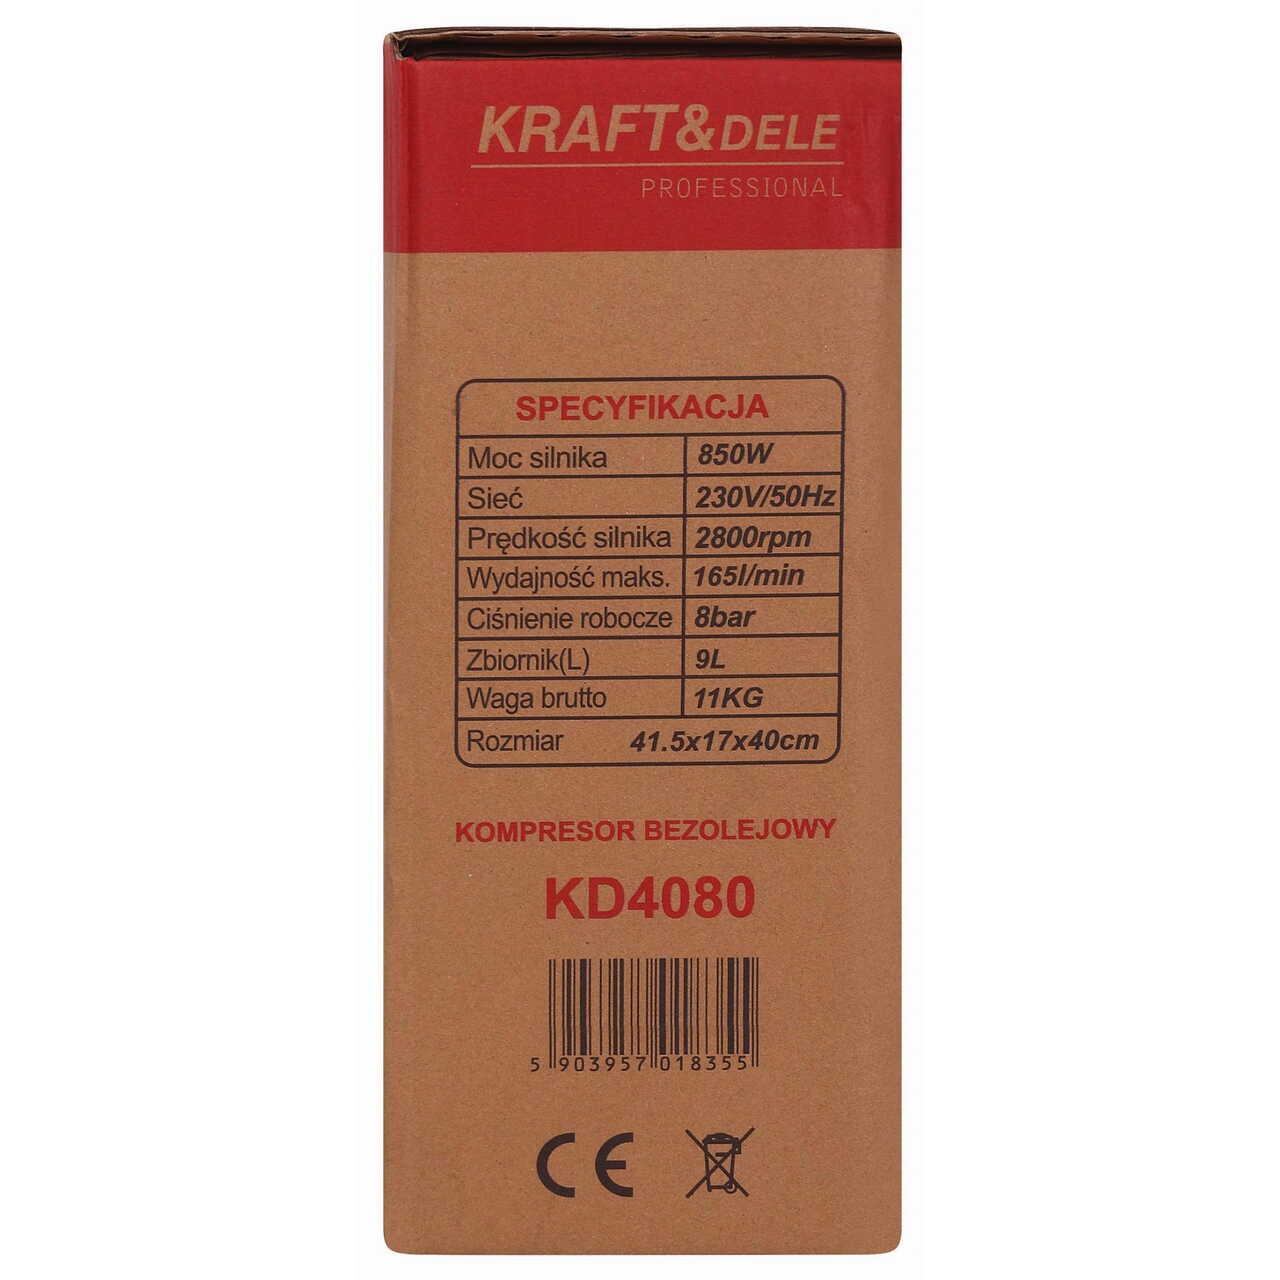 KRAFT&DELE
PROFESSIONAL
SPECYFIKACJA
Moc silnika 850W
Sieć 230V/50Hz
Prędkość silnika 2800rpm
Wydajność maks. 165l/min
Ciśnienie robocze 8bar
Zbiornik(L) 9L
Waga brutto 11KG
Rozmiar 41.5x17x40cm
KOMPRESOR BEZOLEJOWY
KD4080
5 903957 018355
CE